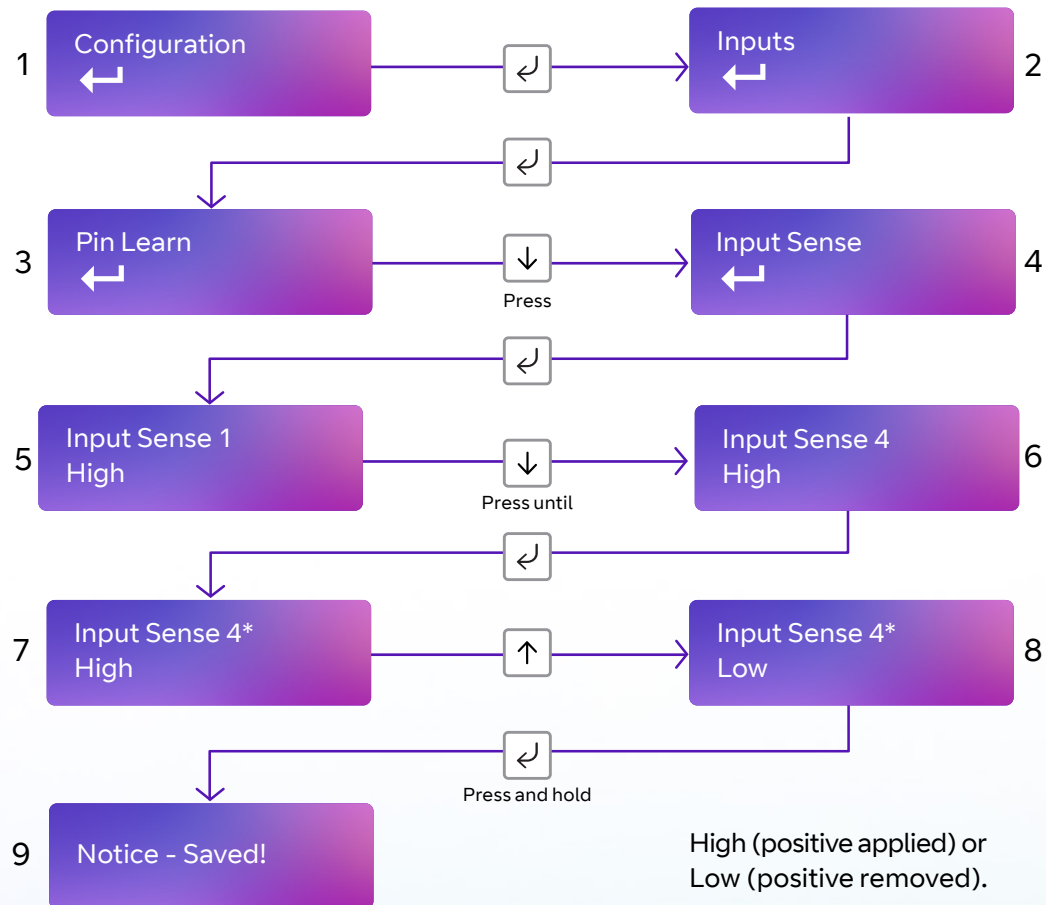 1
Configuration
Inputs
2
3
Pin Learn
Press
Input Sense
4
5
Input Sense 1
High
Press until
Input Sense 4
High
6
7
Input Sense 4*
High
Input Sense 4*
Low
8
Press and hold
9
Notice - Saved!
High (positive applied) or
Low (positive removed).